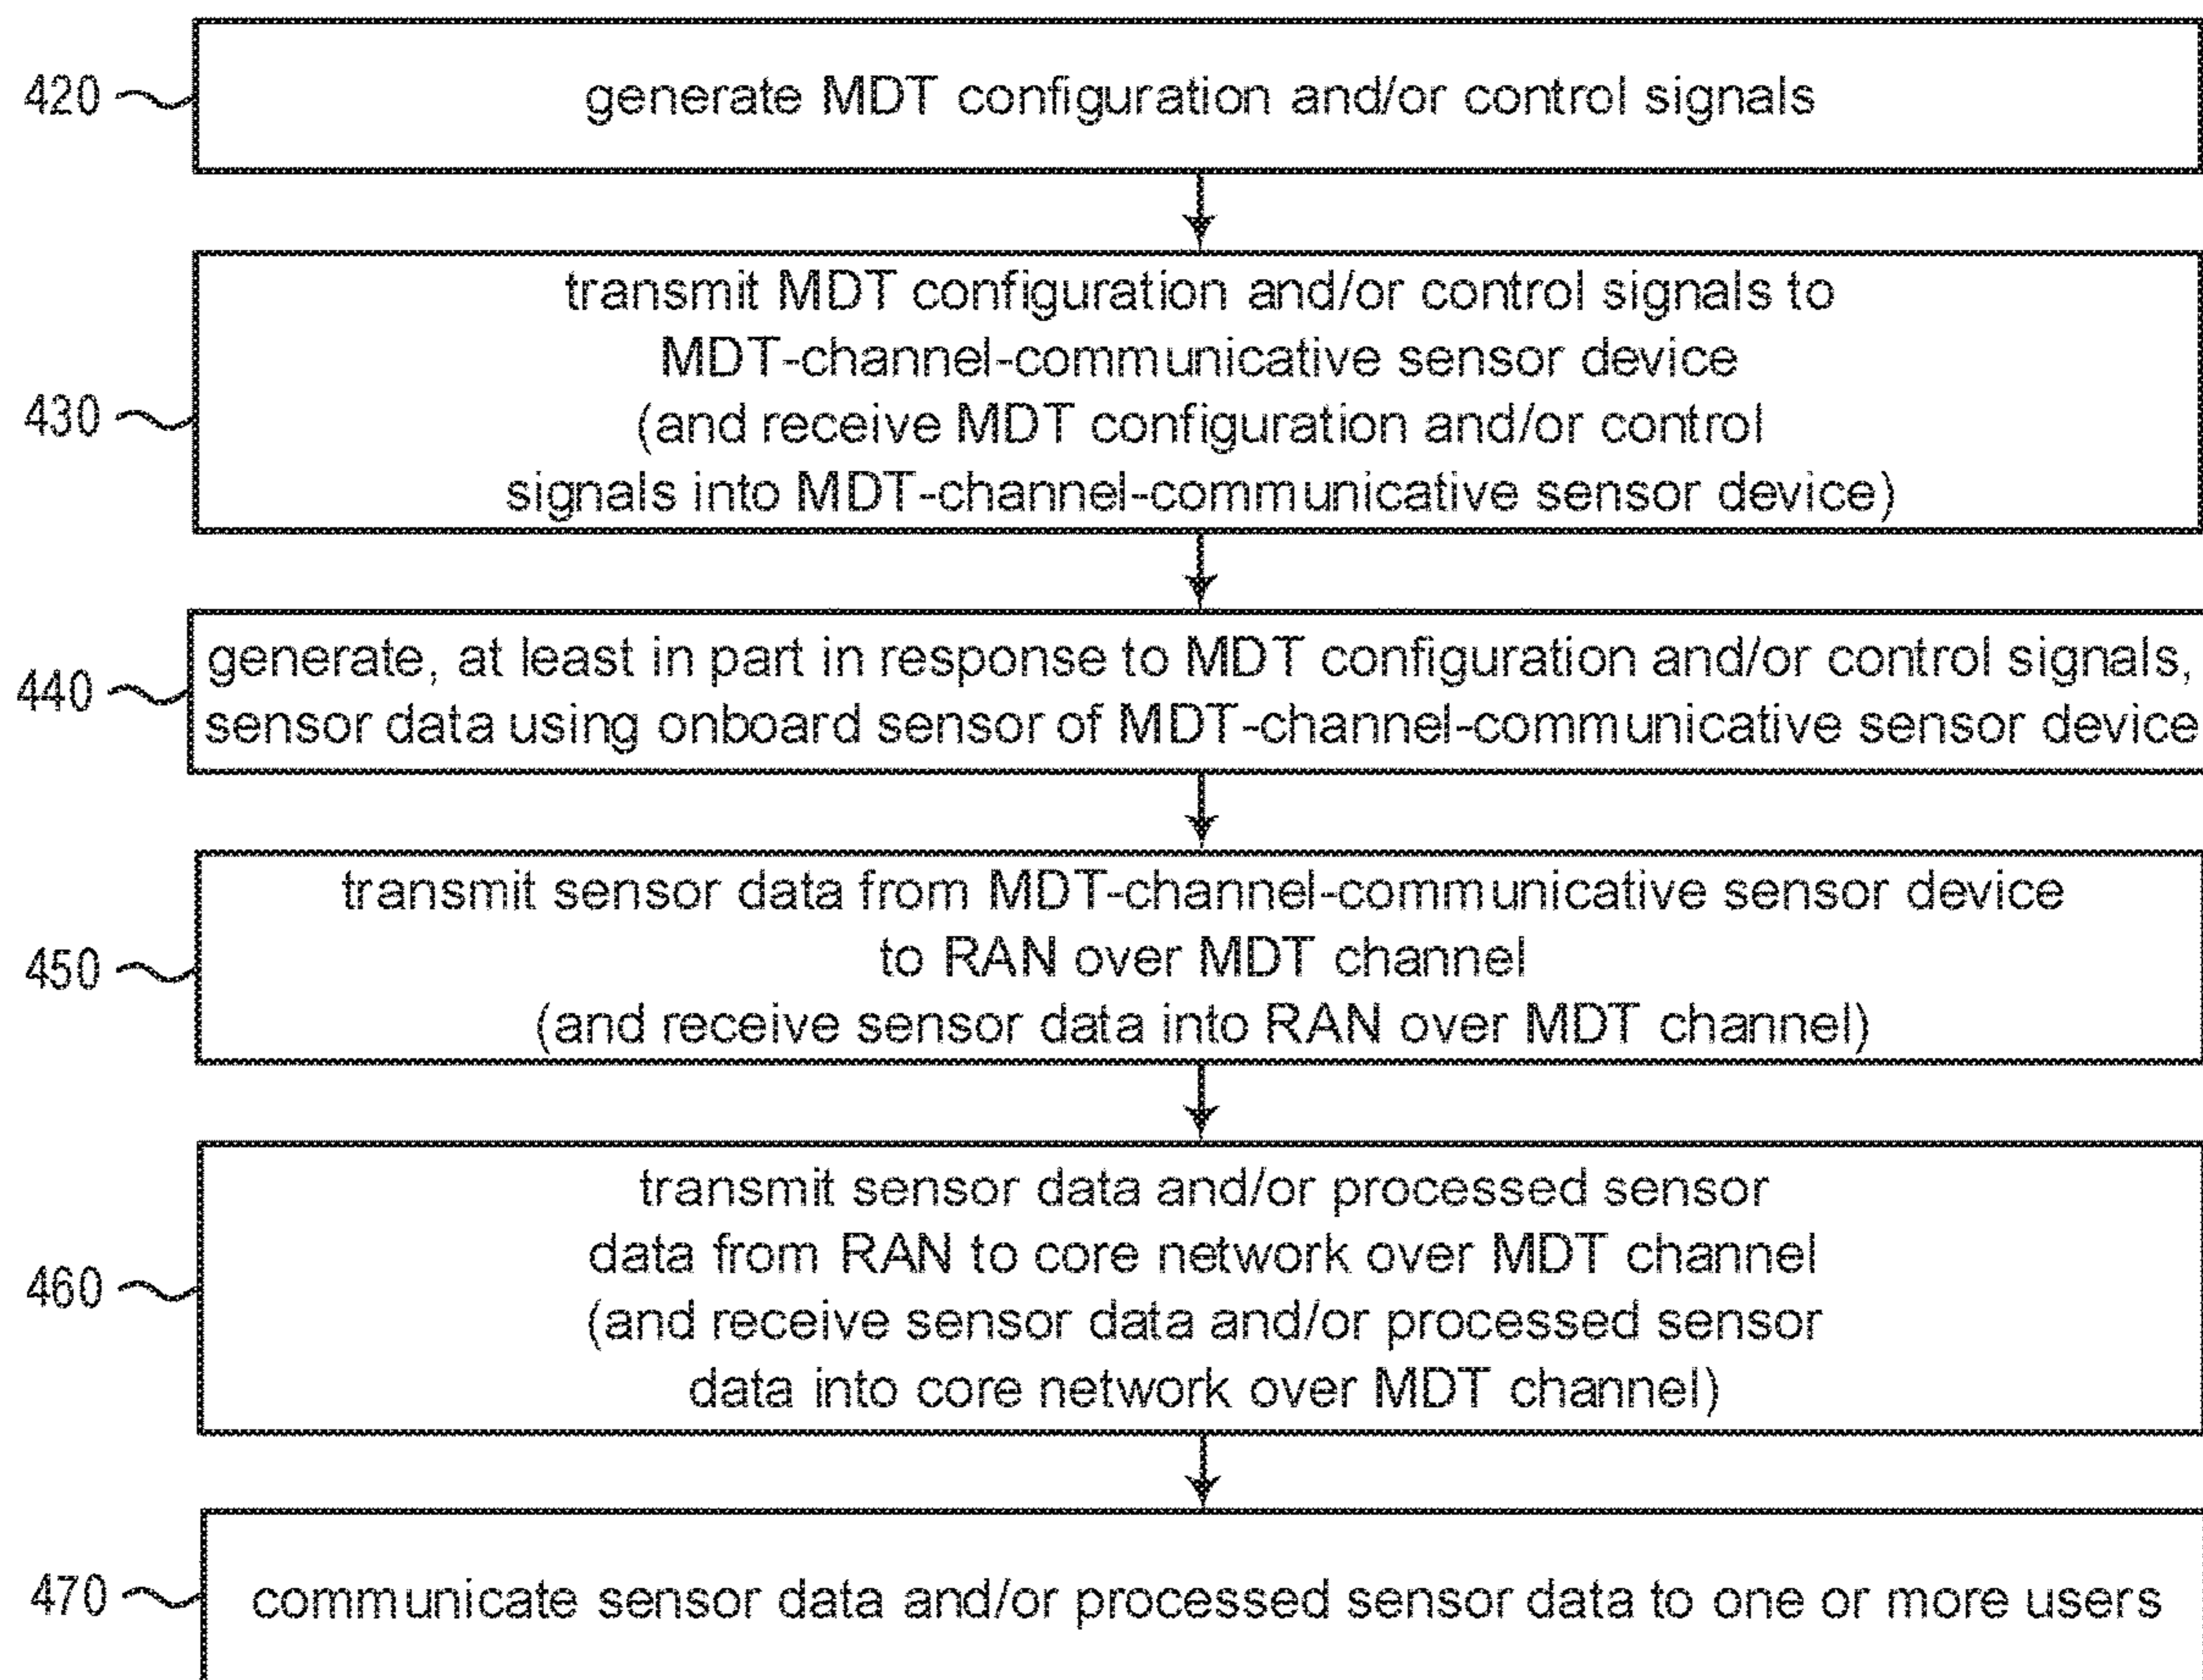 420
generate MDT configuration and/or control signals
transmit MDT configuration and/or control signals to
MDT-channel-communicative sensor device
430
(and receive MDT configuration and/or control
signals into MDT-channel-communicative sensor device)
440
generate, at least in part in response to MDT configuration and/or control signals,
sensor data using onboard sensor of MDT-channel-communicative sensor device
transmit sensor data from MDT-channel-communicative sensor device
450
to RAN over MDT channel
(and receive sensor data into RAN over MDT channel)
transmit sensor data and/or processed sensor
data from RAN to core network over MDT channel
460
(and receive sensor data and/or processed sensor
data into core network over MDT channel)
470
communicate sensor data and/or processed sensor data to one or more users